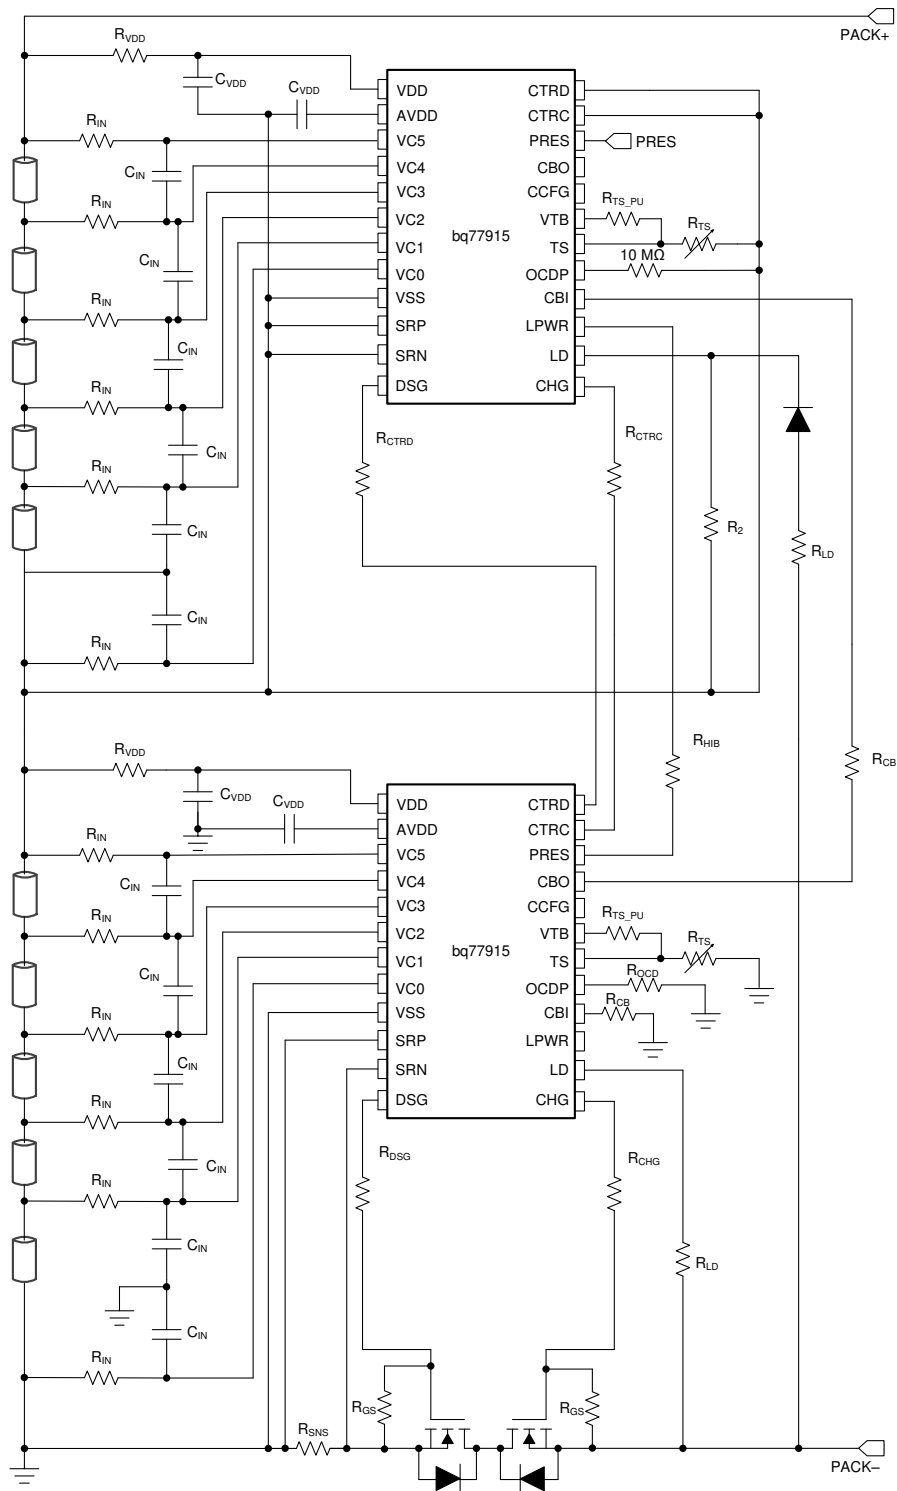 PACK+
RVDD
CVDD
CVDD
VDD
CTRD
AVDD
CTRC
RIN
VC5
PRES
PRES
CIN
VC4
CBO
VC3
CCFG
RIN
VC2
VTB
RTS_PU
RTS
bq77915
VC1
TS
10 MΩ
CIN
VC0
OCDP
RIN
VSS
CBI
SRP
LPWR
CIN
SRN
LD
RIN
DSG
CHG
RCTRD
RCTRC
CIN
RIN
CIN
R2
RLD
CIN
RIN
RHIB
RVDD
RCB
CVDD
CVDD
VDD
CTRD
AVDD
CTRC
RIN
VC5
PRES
CIN
VC4
CBO
VC3
CCFG
RIN
VC2
VTB
RTS_PU
RTS
bq77915
VC1
TS
CIN
VC0
OCDP
ROCD
RIN
VSS
CBI
RCB
SRP
LPWR
CIN
SRN
LD
RIN
DSG
CHG
RDSG
RCHG
CIN
RIN
CIN
RLD
CIN
RIN
RGS
RGS
RSNS
PACK–